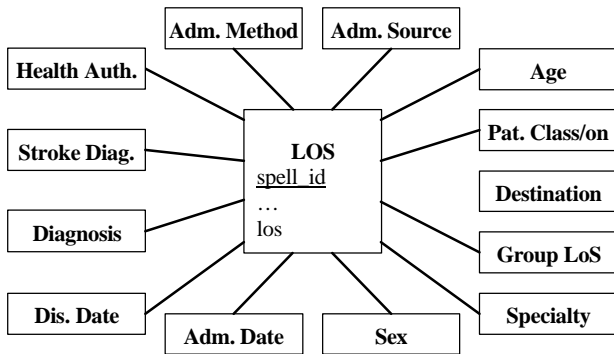 Adm. Method
Adm. Source
Health Auth.
Age
Stroke Diag.
Pat. Class/on
LOS
spell_id
…
los
Destination
Diagnosis
Group LoS
Dis. Date
Adm. Date
Sex
Specialty